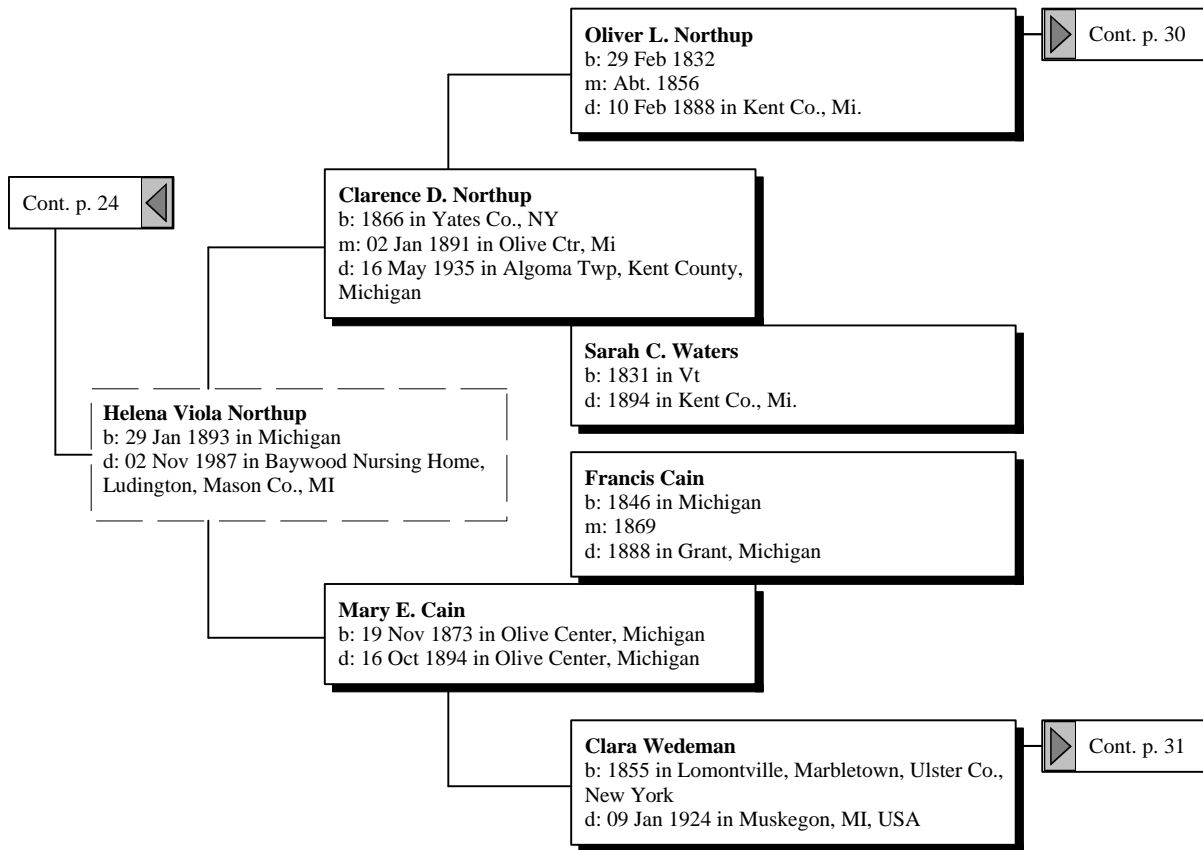 Oliver L. Northup
b: 29 Feb 1832
m: Abt. 1856
d: 10 Feb 1888 in Kent Co., Mi.
Cont. p. 30
Clarence D. Northup
b: 1866 in Yates Co., NY
m: 02 Jan 1891 in Olive Ctr, Mi
d: 16 May 1935 in Algoma Twp, Kent County,
Michigan
Cont. p. 24
Sarah C. Waters
b: 1831 in Vt
d: 1894 in Kent Co., Mi.
Helena Viola Northup
b: 29 Jan 1893 in Michigan
d: 02 Nov 1987 in Baywood Nursing Home,
Ludington, Mason Co., MI
Francis Cain
b: 1846 in Michigan
m: 1869
d: 1888 in Grant, Michigan
Mary E. Cain
b: 19 Nov 1873 in Olive Center, Michigan
d: 16 Oct 1894 in Olive Center, Michigan
Clara Wedeman
b: 1855 in Lomontville, Marbletown, Ulster Co.,
New York
d: 09 Jan 1924 in Muskegon, MI, USA
Cont. p. 31